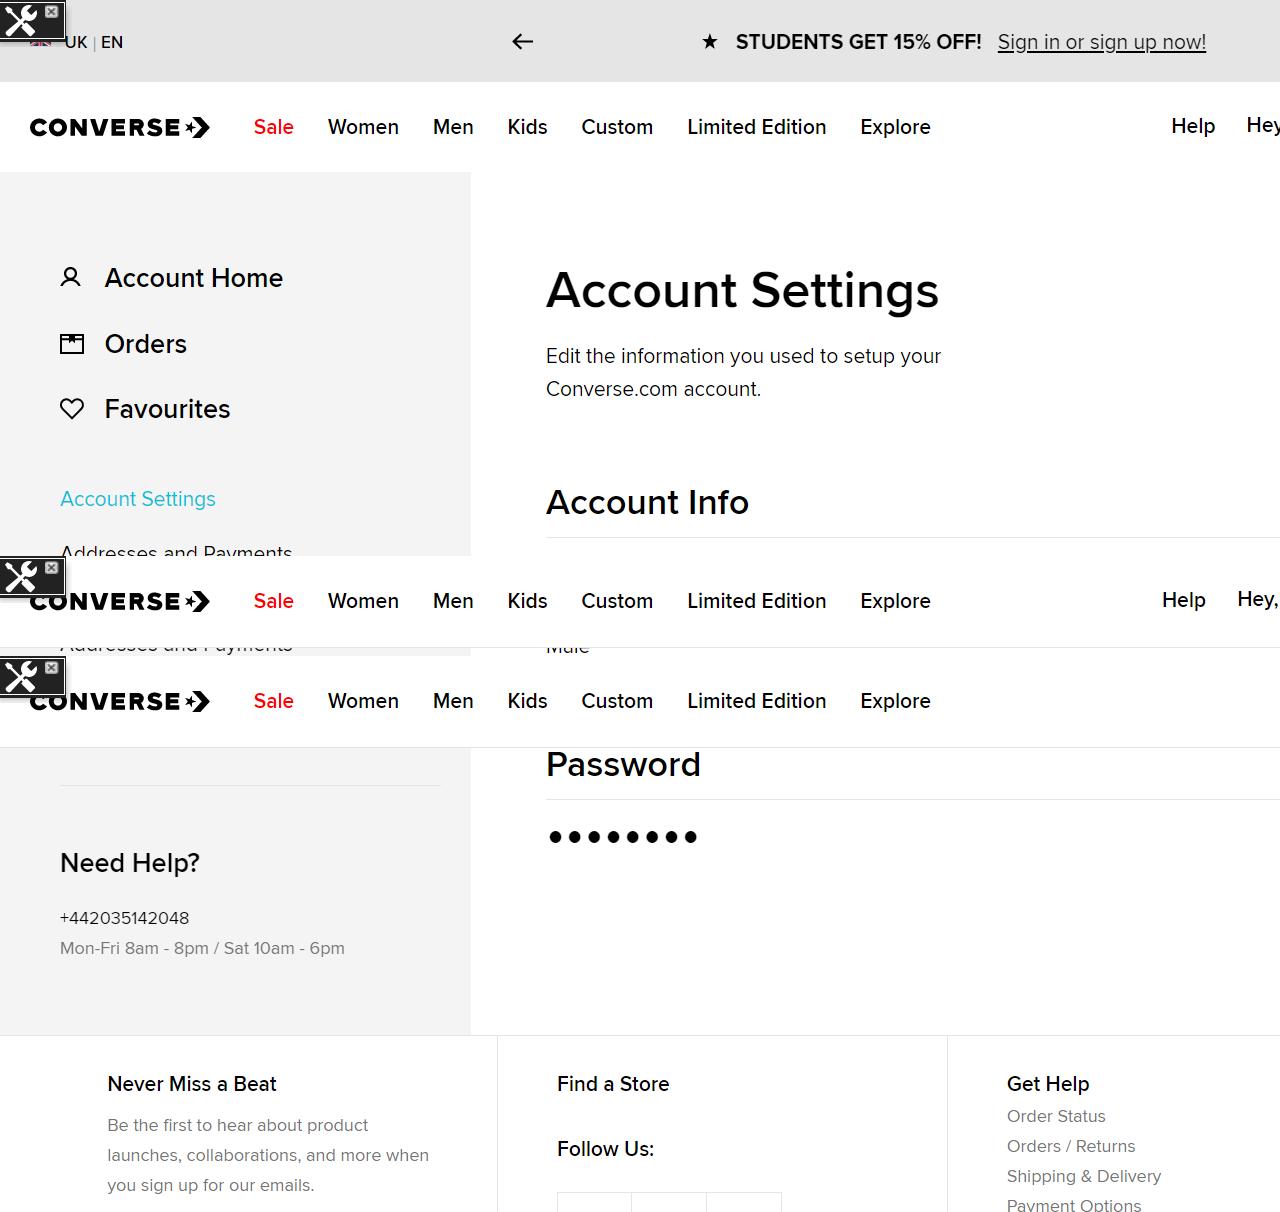 UK | EN
★ STUDENTS GET 15% OFF! Sign in or sign up now!
CONVERSE Sale Women Men Kids Custom Limited Edition Explore Help Hey
Account Home
Orders
Favourites
Account Settings
Addresses and Payments
Account Settings
Edit the information you used to setup your
Converse.com account.
Account Info
CONVERSE Sale Women Men Kids Custom Limited Edition Explore Help Hey,
Addresses and Payments
Male
CONVERSE Sale Women Men Kids Custom Limited Edition Explore
Password
••••••••
Need Help?
+442035142048
Mon-Fri 8am - 8pm / Sat 10am - 6pm
Never Miss a Beat
Be the first to hear about product
launches, collaborations, and more when
you sign up for our emails.
Find a Store
Follow Us:
Get Help
Order Status
Orders / Returns
Shipping & Delivery
Payment Options